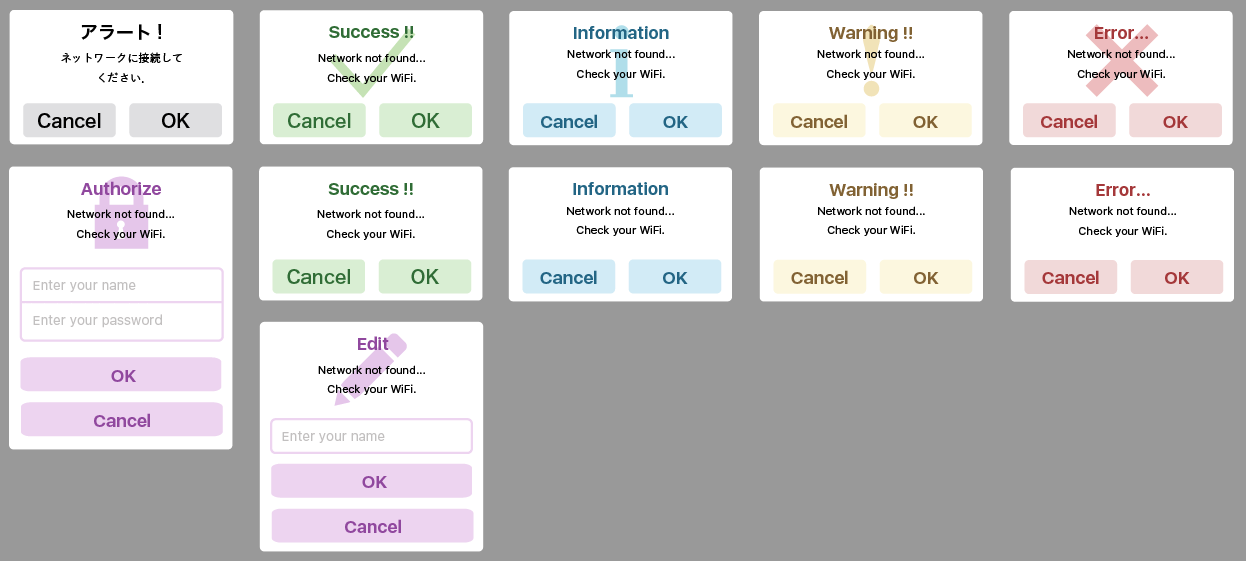 アラート！
ネットワークに接続して
ください.
Cancel OK
Success !!
Network not found...
Check your WiFi.
Cancel OK
Information
Network not found...
Check your WiFi.
Cancel OK
Warning !!
Network not found...
Check your WiFi.
Cancel OK
Error...
Network not found...
Check your WiFi.
Cancel OK
Authorize
Network not found...
Check your WiFi.
Enter your name
Enter your password
OK
Cancel
Success !!
Network not found...
Check your WiFi.
Cancel OK
Information
Network not found...
Check your WiFi.
Cancel OK
Warning !!
Network not found...
Check your WiFi.
Cancel OK
Error...
Network not found...
Check your WiFi.
Cancel OK
Edit
Network not found...
Check your WiFi.
Enter your name
OK
Cancel